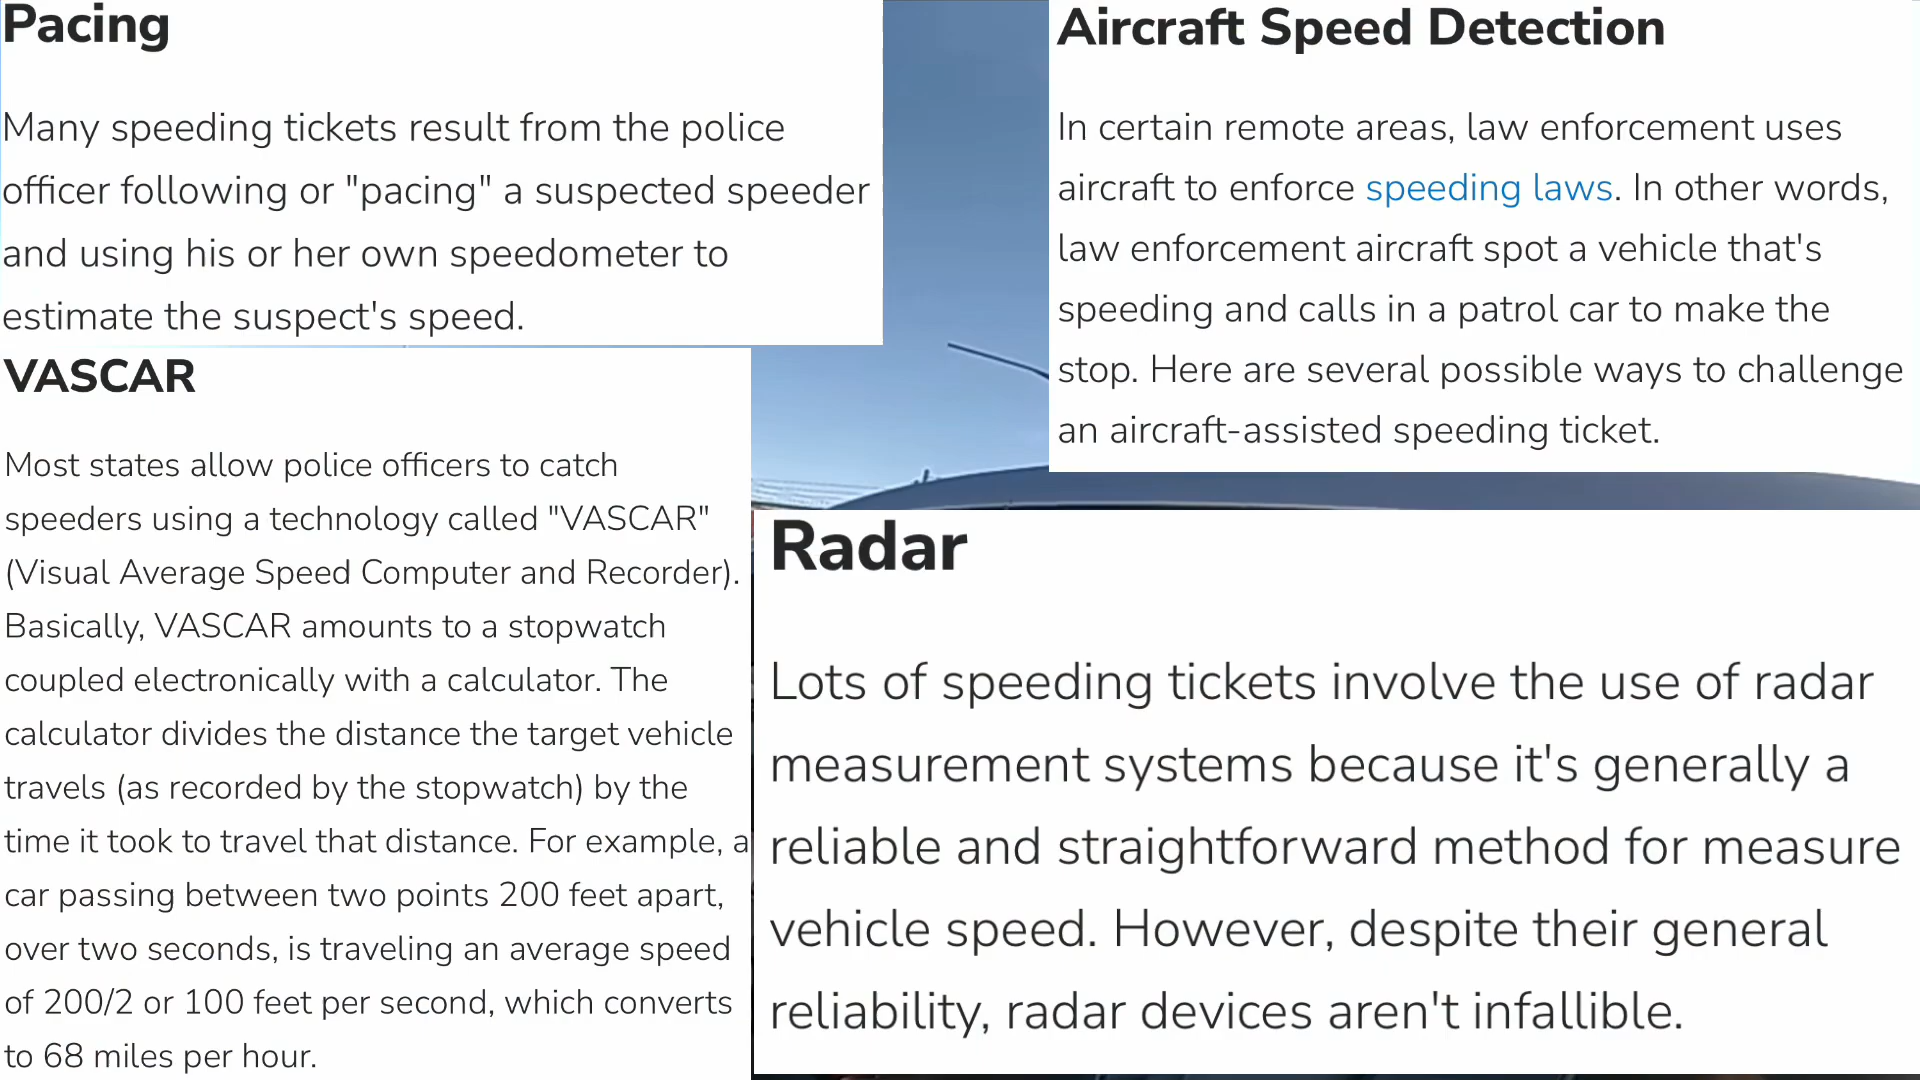 Pacing
Many speeding tickets result from the police
officer following or "pacing" a suspected speeder
and using his or her own speedometer to
estimate the suspect's speed.
VASCAR
Most states allow police officers to catch
speeders using a technology called "VASCAR"
(Visual Average Speed Computer and Recorder).
Basically, VASCAR amounts to a stopwatch
coupled electronically with a calculator. The
calculator divides the distance the target vehicle
travels (as recorded by the stopwatch) by the
time it took to travel that distance. For example, a
car passing between two points 200 feet apart,
over two seconds, is traveling an average speed
of 200/2 or 100 feet per second, which converts
to 68 miles per hour.
Aircraft Speed Detection
In certain remote areas, law enforcement uses
aircraft to enforce speeding laws. In other words,
law enforcement aircraft spot a vehicle that's
speeding and calls in a patrol car to make the
stop. Here are several possible ways to challenge
an aircraft-assisted speeding ticket.
Radar
Lots of speeding tickets involve the use of radar
measurement systems because it's generally a
reliable and straightforward method for measure
vehicle speed. However, despite their general
reliability, radar devices aren't infallible.